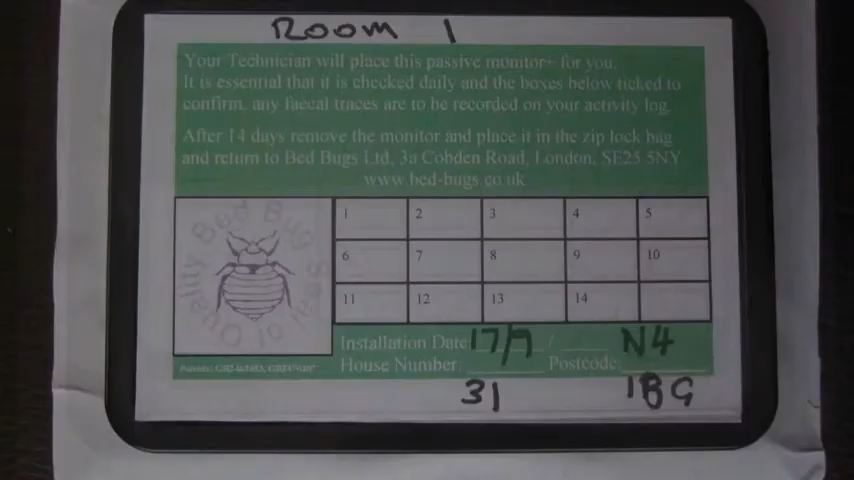 ROOM 1
Your Technician will place this passive monitor+ for you.
It is essential that it is checked daily and the boxes below ticked to
confirm, any faecal traces are to be recorded on your activity log.
After 14 days remove the monitor and place it in the zip lock bag
and return to Bed Bugs Ltd, 3a Cobden Road, London, SE25 5NY
www.bed-bugs.co.uk
1 2 3 4 5
6 7 8 9 10
11 12 13 14
Quality Bed Bug
Installation Date 17/7 / N4
House Number Postcode
31 1BG